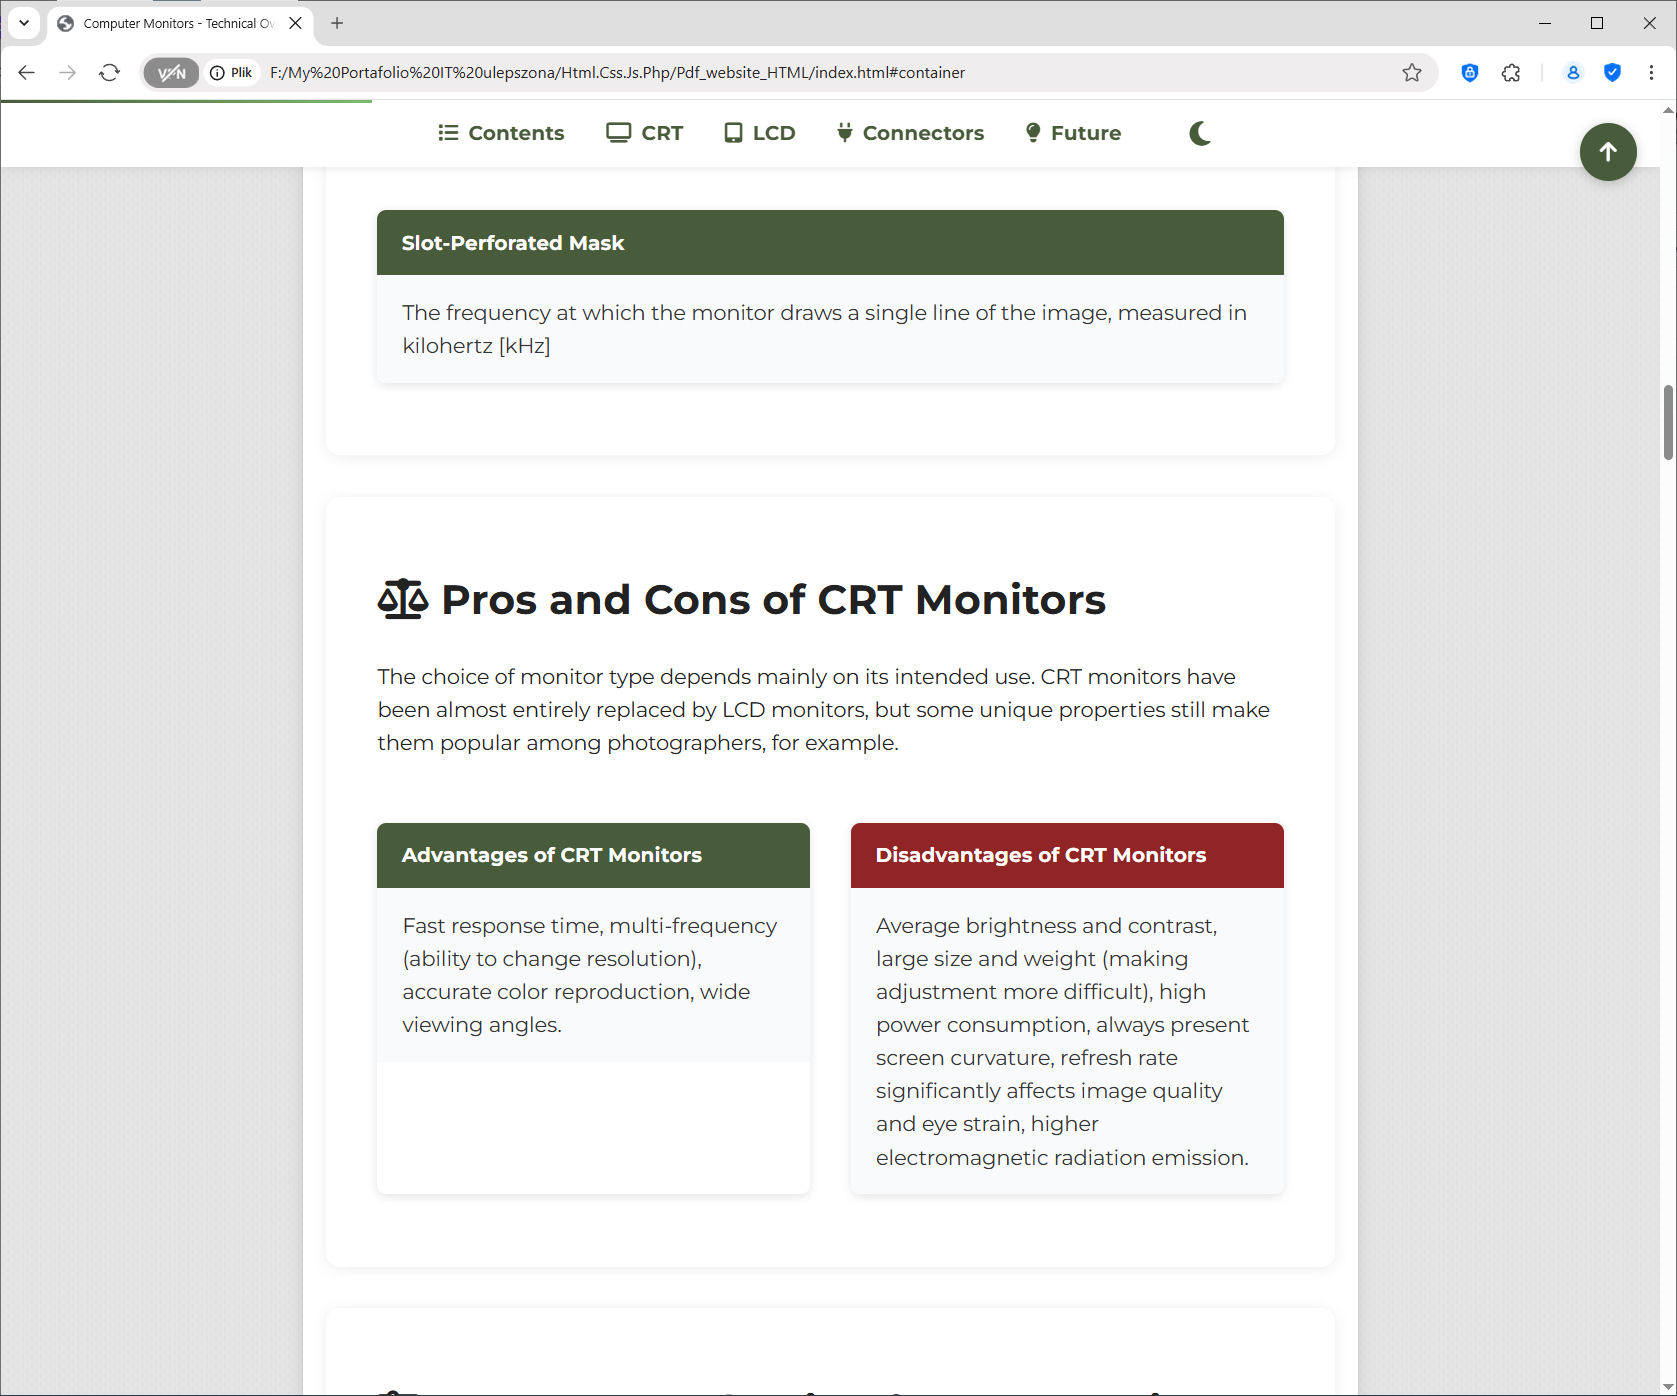 Computer Monitors - Technical Ov
VPN
Plik
F:/My%20Portafolio%20IT%20ulepszona/Html.Css.Js.Php/Pdf_website_HTML/index.html#container
Contents
CRT
LCD
Connectors
Future
Slot-Perforated Mask
The frequency at which the monitor draws a single line of the image, measured in
kilohertz [kHz]
Pros and Cons of CRT Monitors
The choice of monitor type depends mainly on its intended use. CRT monitors have
been almost entirely replaced by LCD monitors, but some unique properties still make
them popular among photographers, for example.
Advantages of CRT Monitors
Fast response time, multi-frequency
(ability to change resolution),
accurate color reproduction, wide
viewing angles.
Disadvantages of CRT Monitors
Average brightness and contrast,
large size and weight (making
adjustment more difficult), high
power consumption, always present
screen curvature, refresh rate
significantly affects image quality
and eye strain, higher
electromagnetic radiation emission.